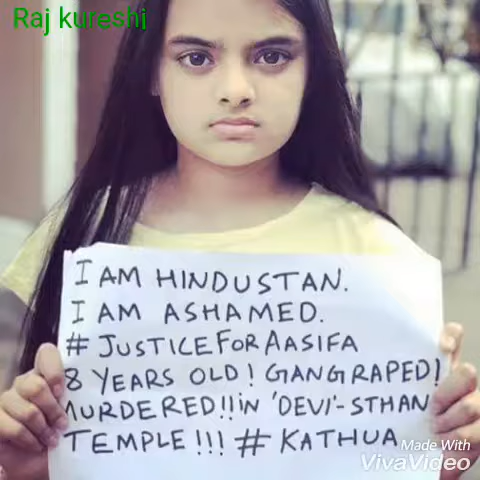 Raj kureshj
I AM HINDUSTAN.
I AM ASHAMED.
# JUSTICEFORAASIFA
8 YEARS OLD! GANGRAPED!
MURDERED!!iN 'DEVI'-STHAN
TEMPLE!!! # KATHUA
Made With
VivaVideo